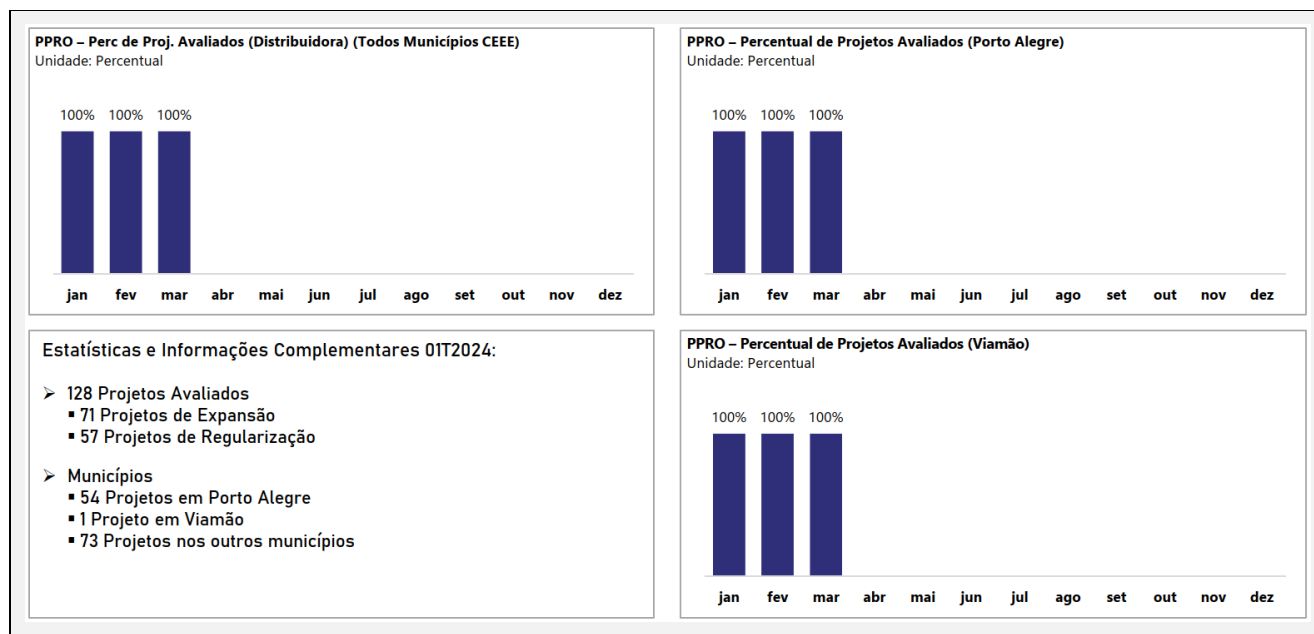 PPRO – Perc de Proj. Avaliados (Distribuidora) (Todos Municípios CEEE)
Unidade: Percentual
100% 100% 100%
jan fev mar abr mai jun jul ago set out nov dez
PPRO – Percentual de Projetos Avaliados (Porto Alegre)
Unidade: Percentual
100% 100% 100%
jan fev mar abr mai jun jul ago set out nov dez
Estatísticas e Informações Complementares 01T2024:
➢ 128 Projetos Avaliados
▪ 71 Projetos de Expansão
▪ 57 Projetos de Regularização
➢ Municípios
▪ 54 Projetos em Porto Alegre
▪ 1 Projeto em Viamão
▪ 73 Projetos nos outros municípios
PPRO – Percentual de Projetos Avaliados (Viamão)
Unidade: Percentual
100% 100% 100%
jan fev mar abr mai jun jul ago set out nov dez